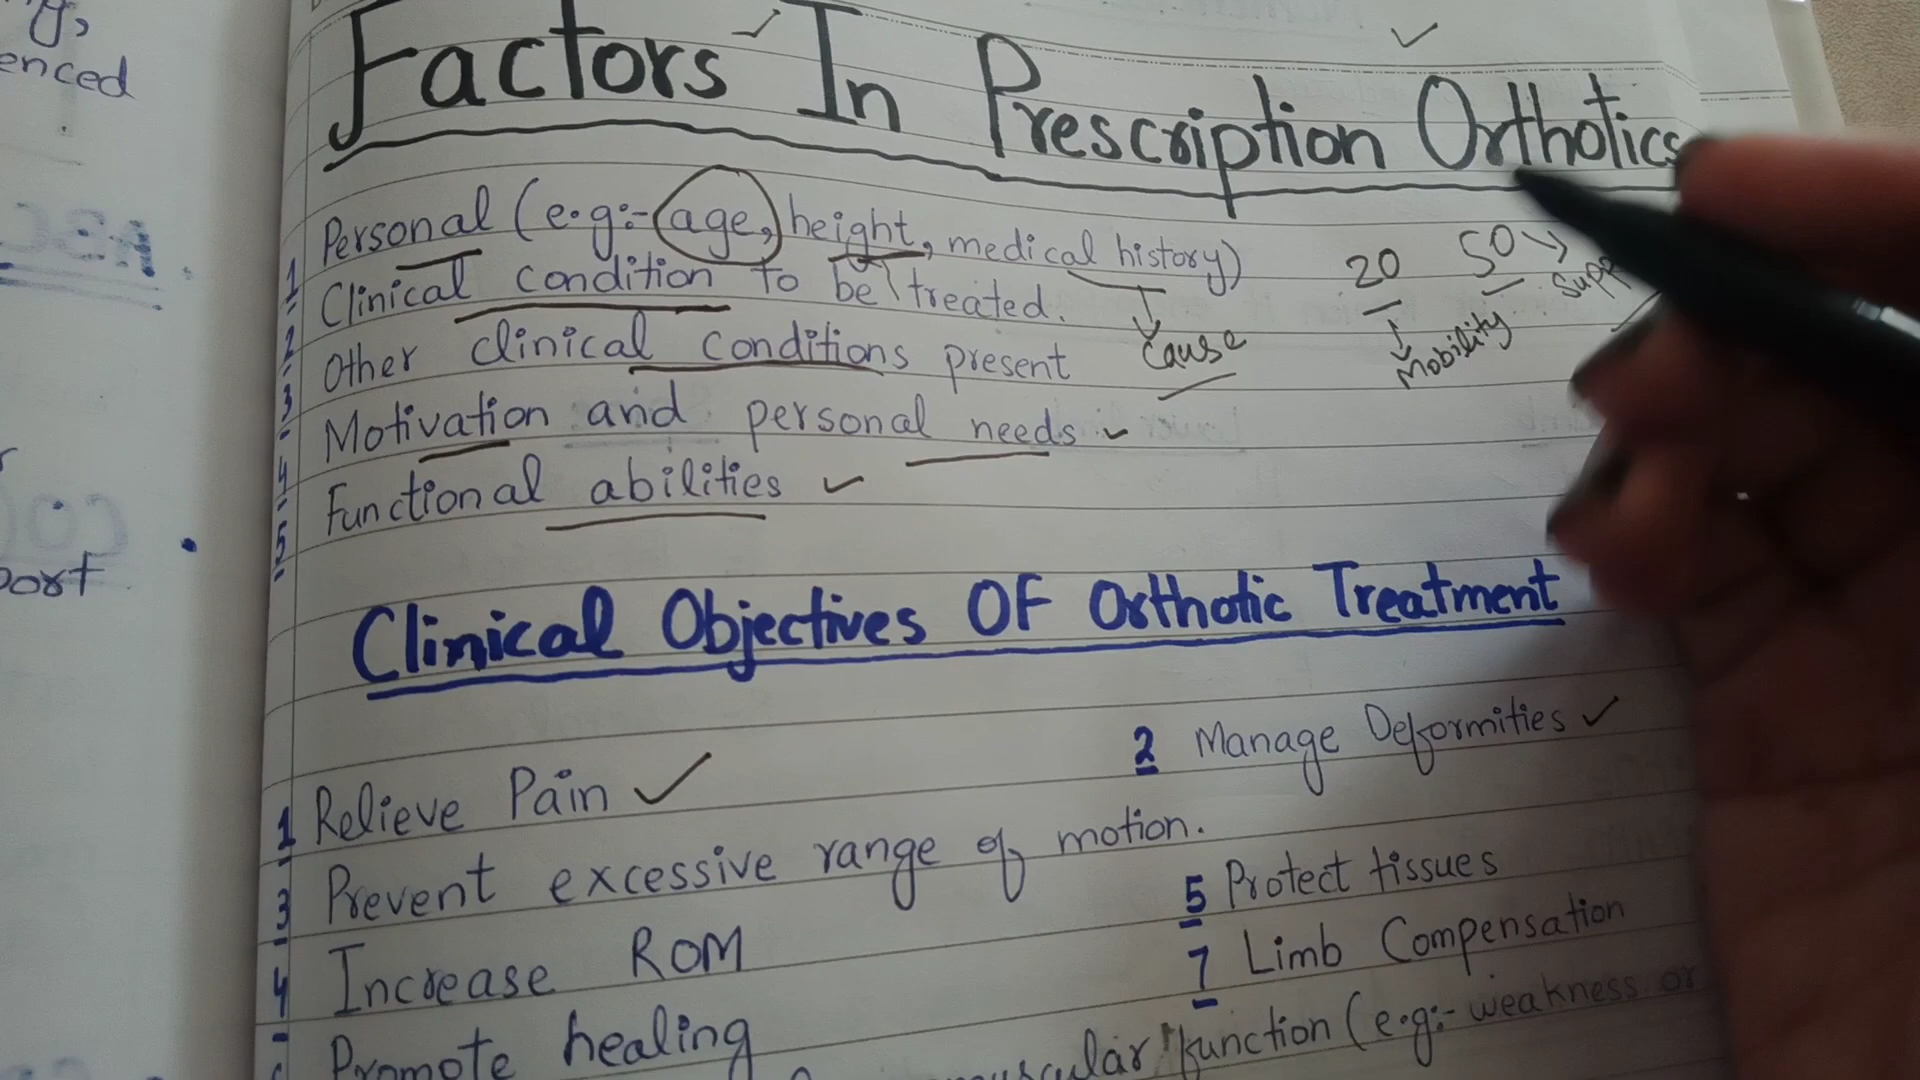 enced
Factors In Prescription Orthotics
1 Personal (e.g:- age, height, medical history)
20 50
2 Clinical condition to be treated.
Cause
Mobility
3 Other clinical conditions present
4 Motivation and personal needs
5 Functional abilities
port
Clinical Objectives OF Orthotic Treatment
1 Relieve Pain
2 Manage Deformities
3 Prevent excessive range of motion.
4 Increase ROM
5 Protect tissues
Promote healing
7 Limb Compensation
function (e.g:- weakness or